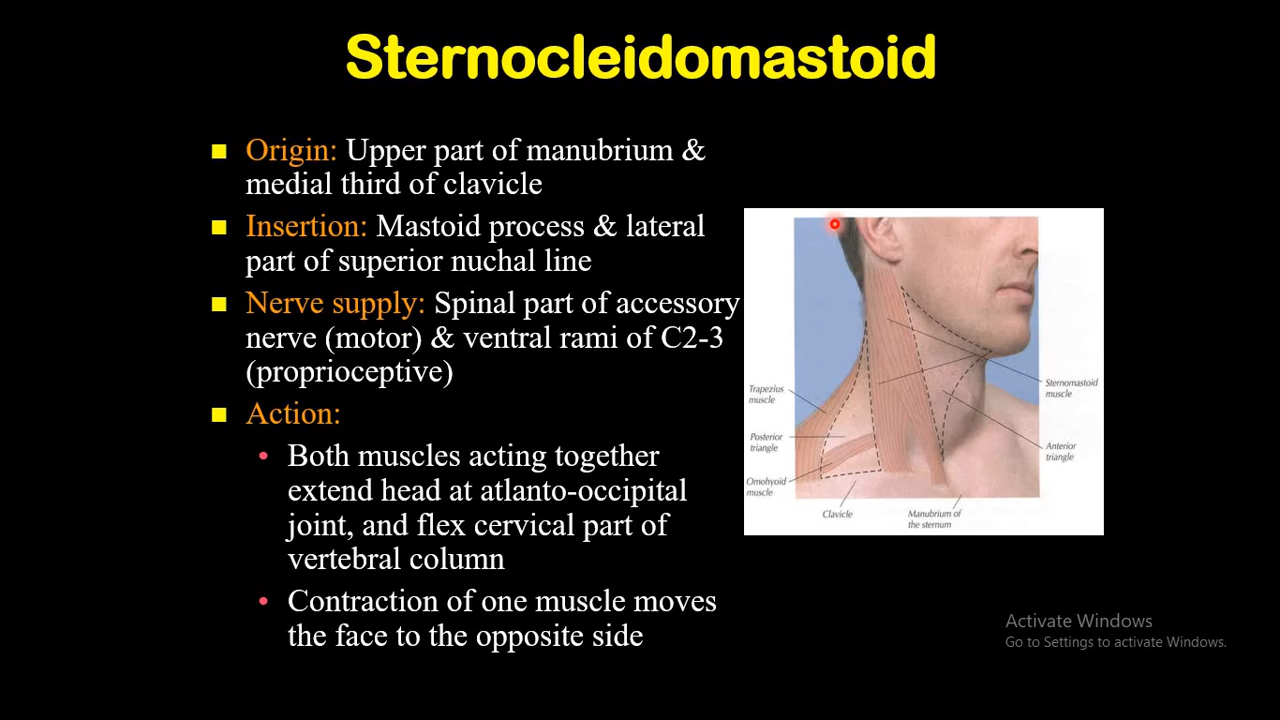 Sternocleidomastoid
Origin: Upper part of manubrium &
medial third of clavicle
Insertion: Mastoid process & lateral
part of superior nuchal line
Nerve supply: Spinal part of accessory
nerve (motor) & ventral rami of C2-3
(proprioceptive)
Action:
Both muscles acting together
extend head at atlanto-occipital
joint, and flex cervical part of
vertebral column
Contraction of one muscle moves
the face to the opposite side
Trapezius
muscle
Posterior
triangle
Omohyoid
muscle
Clavicle
Manubrium of
the sternum
Sternomastoid
muscle
Anterior
triangle
Activate Windows
Go to Settings to activate Windows.